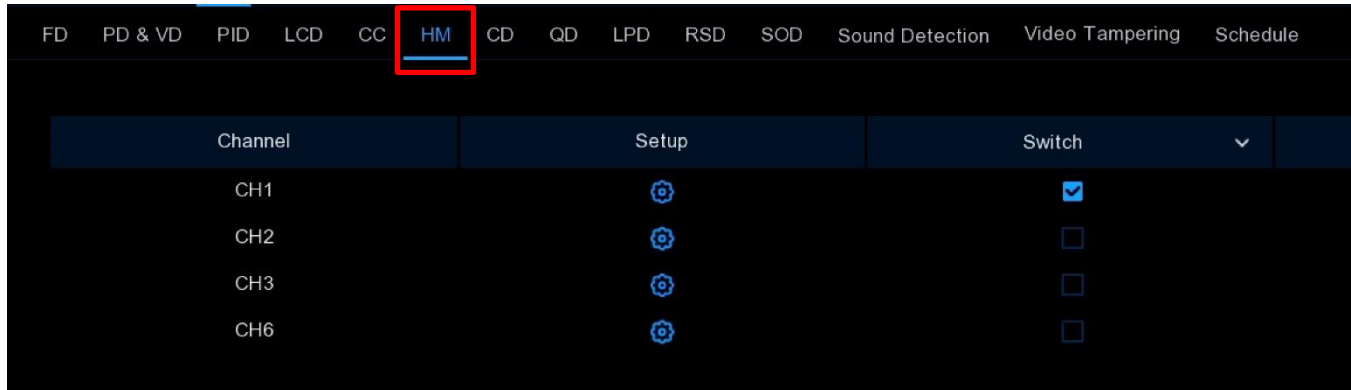 FD PD & VD PID LCD CC HM CD QD LPD RSD SOD Sound Detection Video Tampering Schedule
Channel Setup Switch
CH1
CH2
CH3
CH6